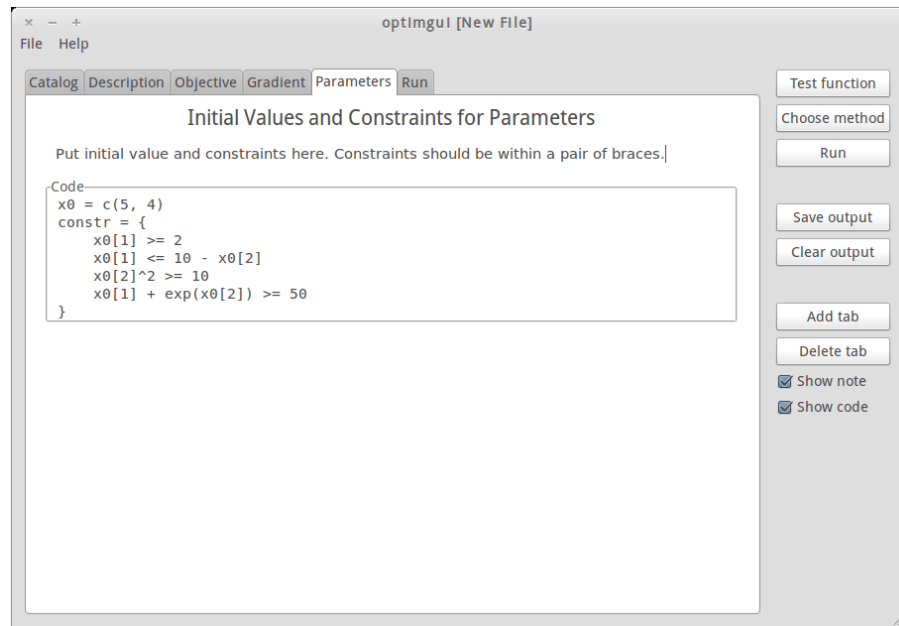 optimgui [New File]
File Help
Catalog Description Objective Gradient Parameters Run
Initial Values and Constraints for Parameters
Put initial value and constraints here. Constraints should be within a pair of braces.
Code
x0 = c(5, 4)
constr = {
    x0[1] >= 2
    x0[1] <= 10 - x0[2]
    x0[2]^2 >= 10
    x0[1] + exp(x0[2]) >= 50
}
Test function
Choose method
Run
Save output
Clear output
Add tab
Delete tab
Show note
Show code